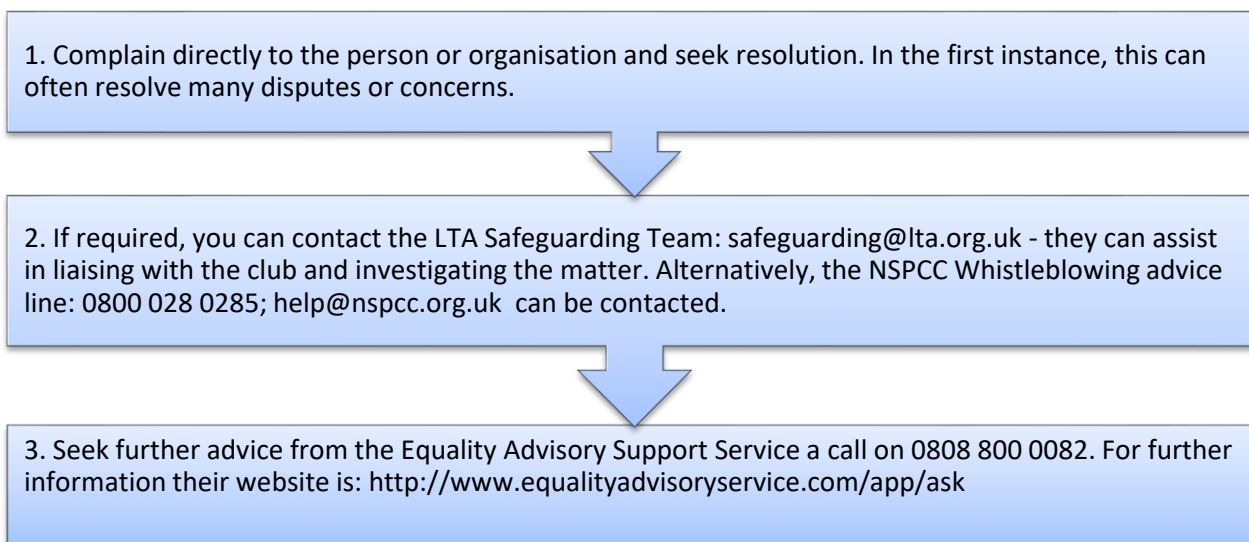 1. Complain directly to the person or organisation and seek resolution. In the first instance, this can
often resolve many disputes or concerns.
2. If required, you can contact the LTA Safeguarding Team: safeguarding@lta.org.uk - they can assist
in liaising with the club and investigating the matter. Alternatively, the NSPCC Whistleblowing advice
line: 0800 028 0285; help@nspcc.org.uk can be contacted.
3. Seek further advice from the Equality Advisory Support Service a call on 0808 800 0082. For further
information their website is: http://www.equalityadvisoryservice.com/app/ask